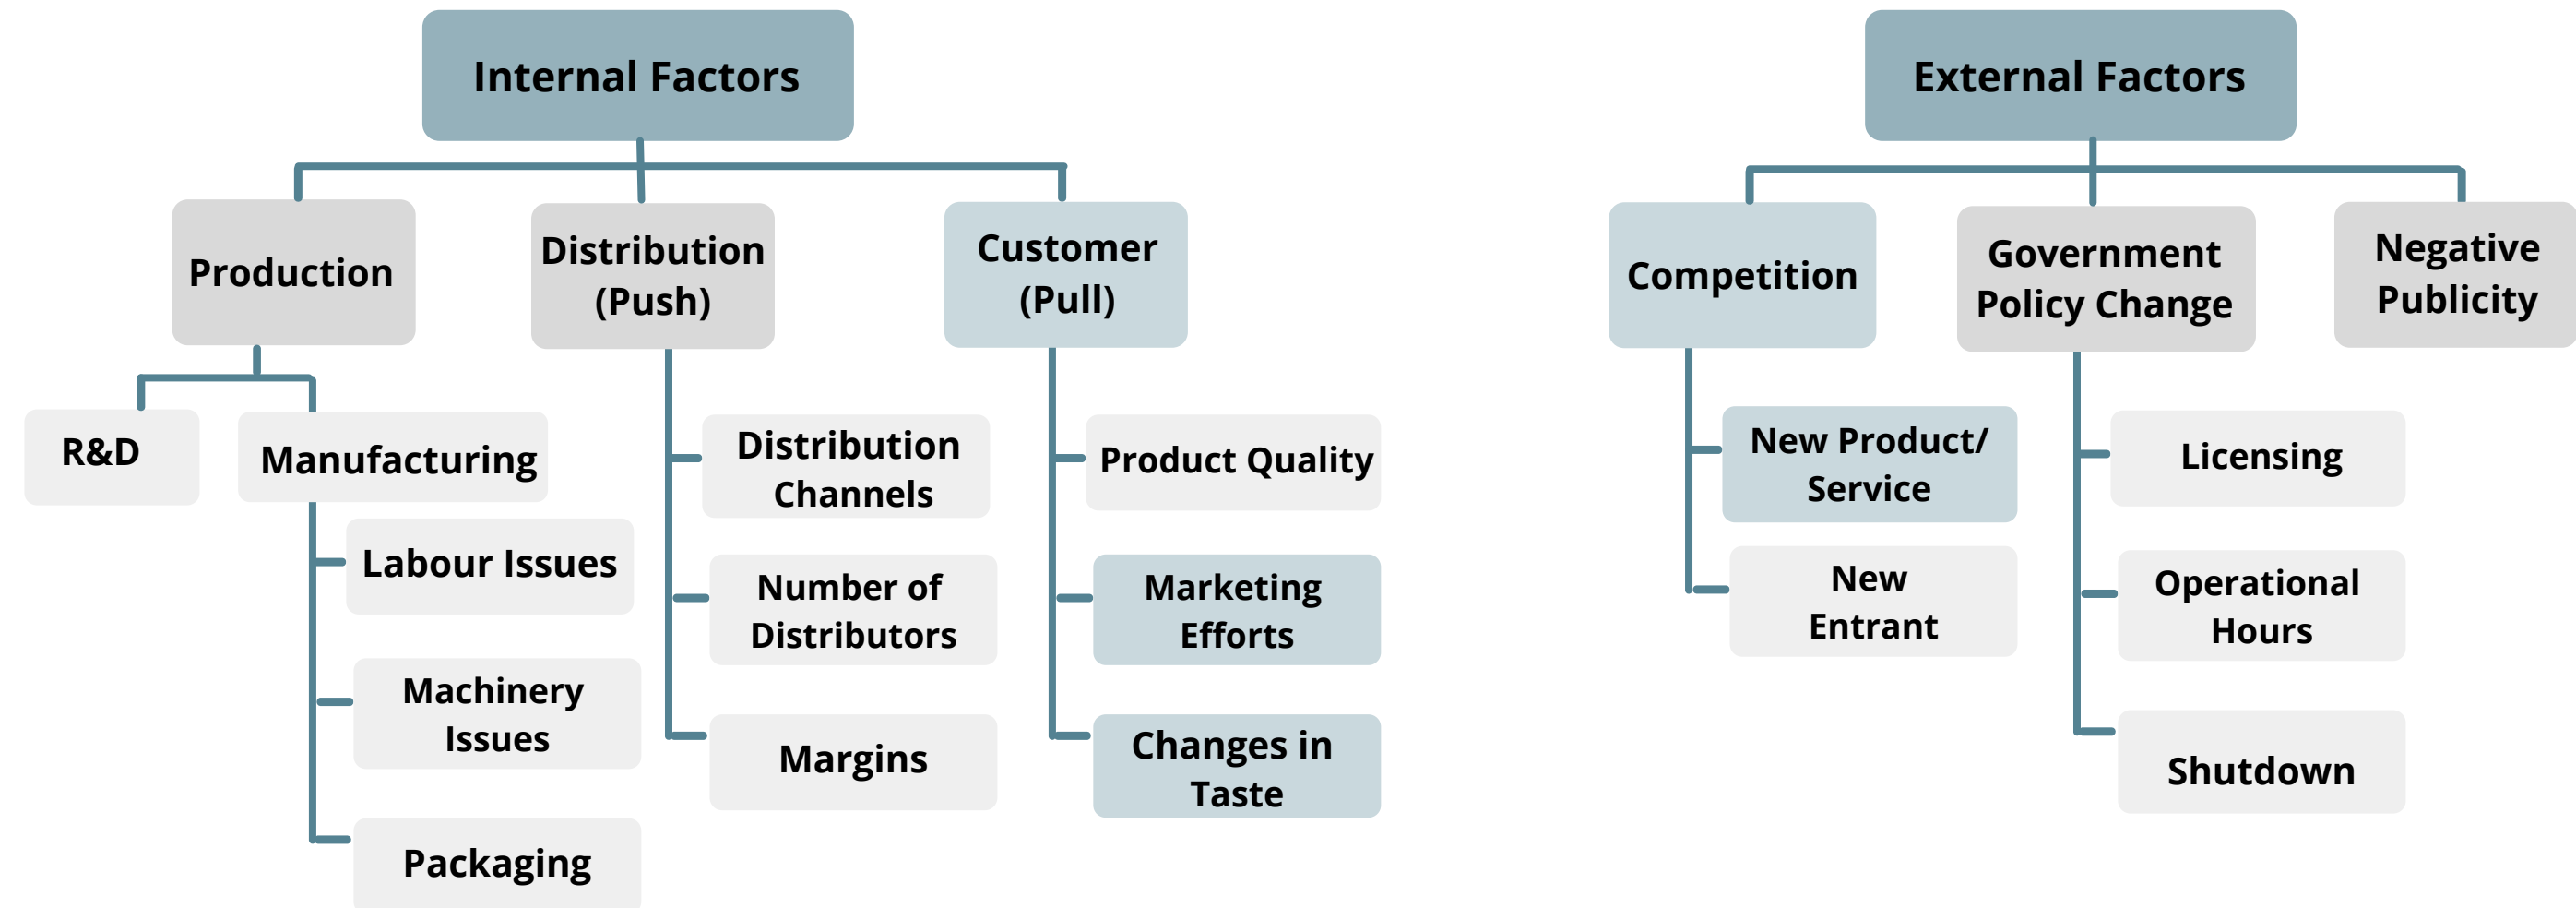 Internal Factors
External Factors
Production
Distribution
(Push)
Customer
(Pull)
Competition
Government
Policy Change
Negative
Publicity
R&D
Manufacturing
Labour Issues
Machinery
Issues
Packaging
Distribution
Channels
Number of
Distributors
Margins
Product Quality
Marketing
Efforts
Changes in
Taste
New Product/
Service
New
Entrant
Licensing
Operational
Hours
Shutdown